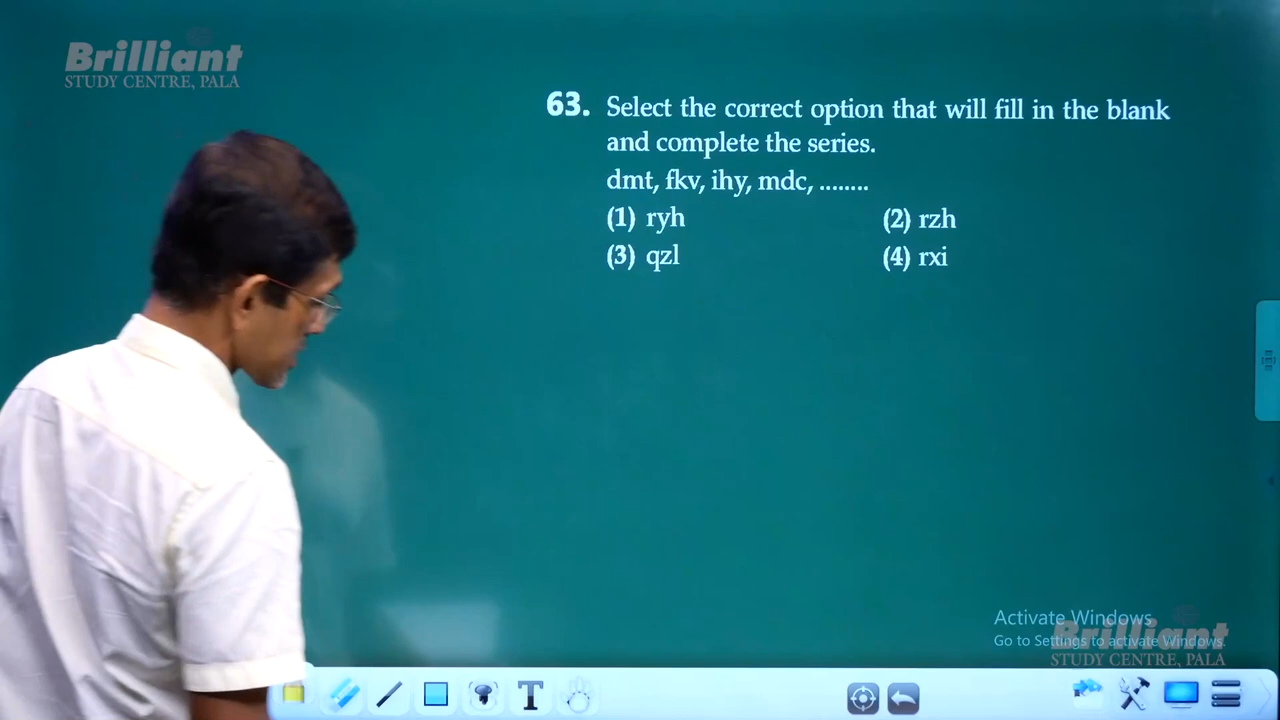 Brilliant
STUDY CENTRE, PALA
63. Select the correct option that will fill in the blank
and complete the series.
dmt, fkv, ihy, mdc, ........
(1) ryh (2) rzh
(3) qzl (4) rxi
Activate Windows
Go to Settings to activate Windows.
Brilliant
STUDY CENTRE, PALA
T